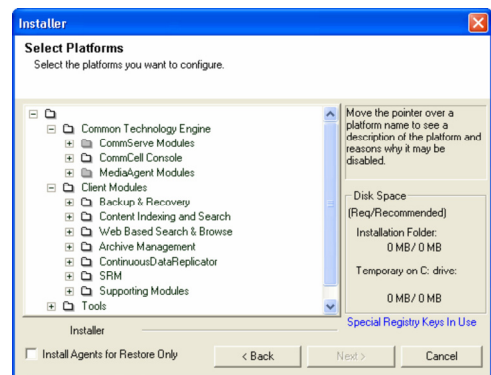 Installer
Select Platforms
Select the platforms you want to configure.
Common Technology Engine
CommServe Modules
CommCell Console
MediaAgent Modules
Client Modules
Backup & Recovery
Content Indexing and Search
Web Based Search & Browse
Archive Management
ContinuousDataReplicator
SRM
Supporting Modules
Tools
Move the pointer over a
platform name to see a
description of the platform and
reasons why it may be
disabled.
Disk Space
(Req/Recommended)
Installation Folder:
0 MB/ 0 MB
Temporary on C: drive:
0 MB/ 0 MB
Special Registry Keys In Use
Installer
Install Agents for Restore Only
< Back
Next >
Cancel